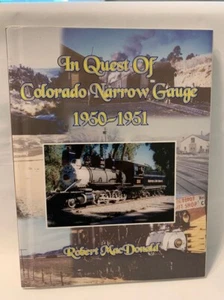 In Quest Of
Colorado Narrow Gauge
1950-1951
Robert MacDonald